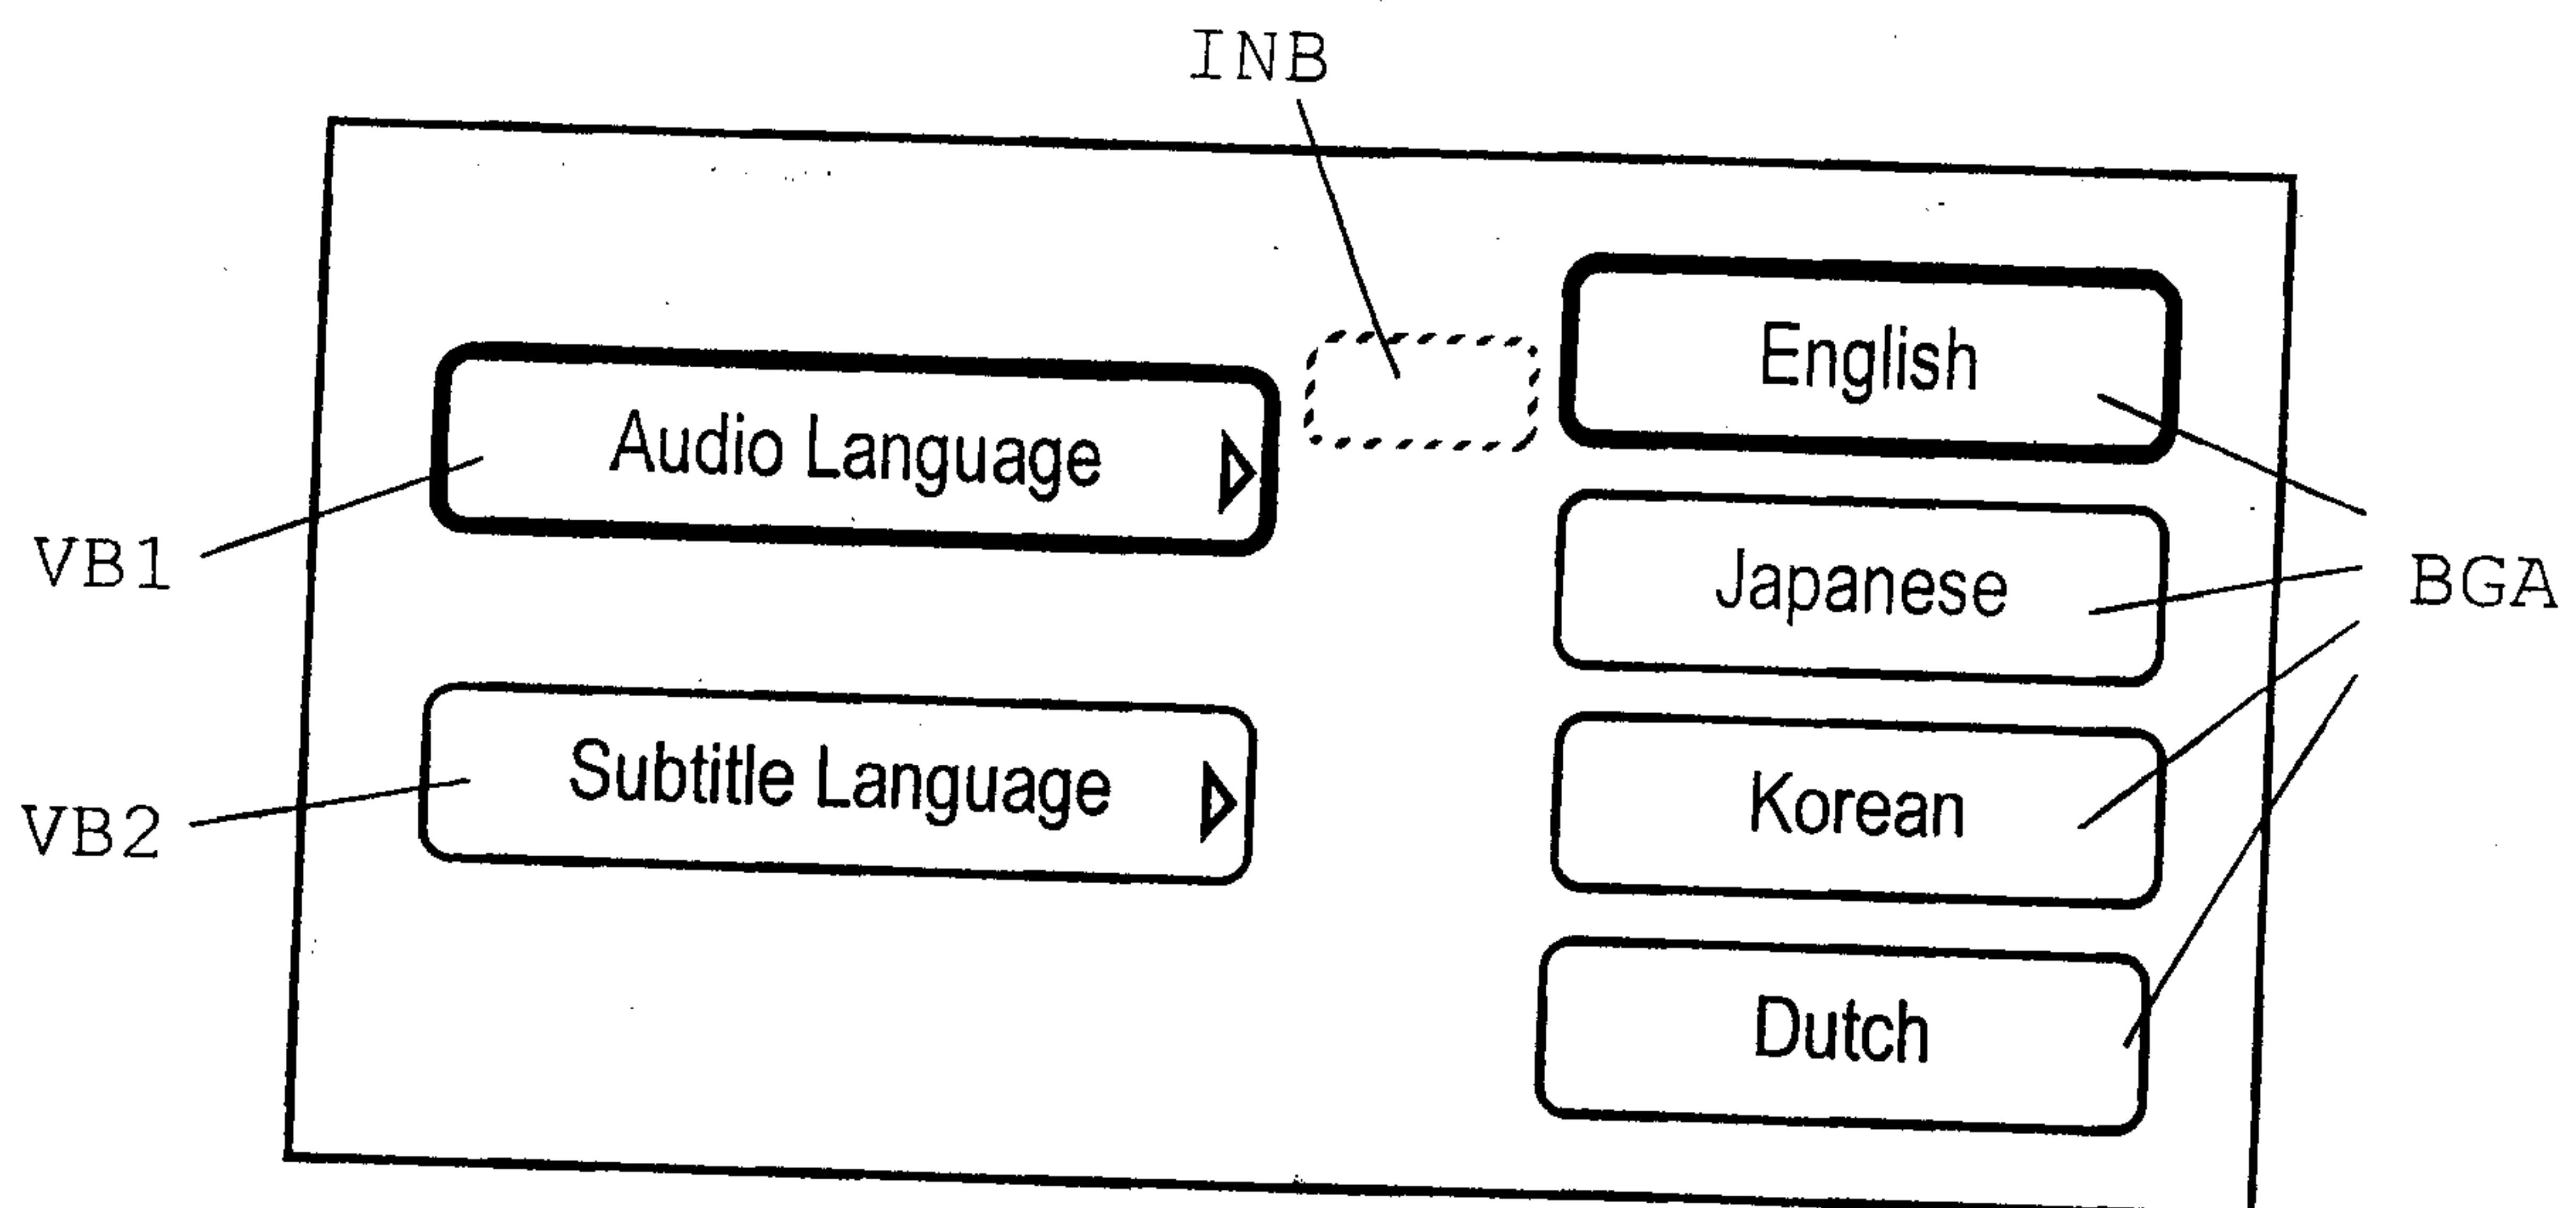 INB
English
Audio Language
VB1
Japanese
BGA
Subtitle Language
VB2
Korean
Dutch